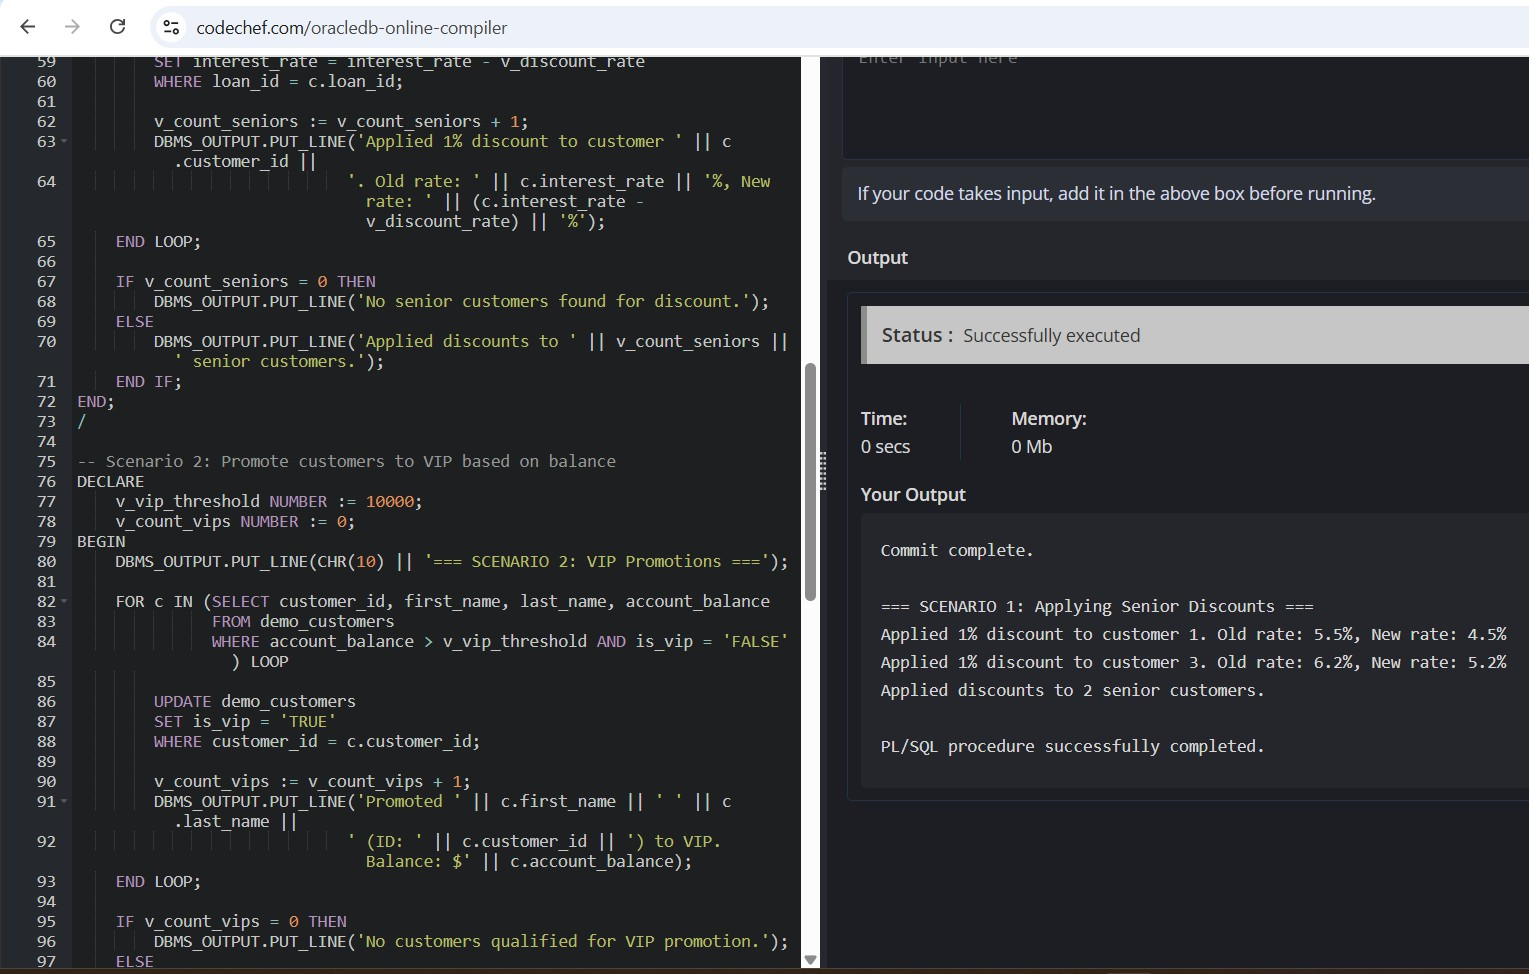 codechef.com/oracledb-online-compiler
59 SET interest_rate = interest_rate - v_discount_rate
60 WHERE loan_id = c.loan_id;
61
62 v_count_seniors := v_count_seniors + 1;
63 DBMS_OUTPUT.PUT_LINE('Applied 1% discount to customer ' || c
.customer_id ||
64 '. Old rate: ' || c.interest_rate || '%, New
rate: ' || (c.interest_rate -
v_discount_rate) || '%');
65 END LOOP;
66
67 IF v_count_seniors = 0 THEN
68 DBMS_OUTPUT.PUT_LINE('No senior customers found for discount.');
69 ELSE
70 DBMS_OUTPUT.PUT_LINE('Applied discounts to ' || v_count_seniors ||
' senior customers.');
71 END IF;
72 END;
73 /
74
75 -- Scenario 2: Promote customers to VIP based on balance
76 DECLARE
77 v_vip_threshold NUMBER := 10000;
78 v_count_vips NUMBER := 0;
79 BEGIN
80 DBMS_OUTPUT.PUT_LINE(CHR(10) || '=== SCENARIO 2: VIP Promotions ===');
81
82 FOR c IN (SELECT customer_id, first_name, last_name, account_balance
83 FROM demo_customers
84 WHERE account_balance > v_vip_threshold AND is_vip = 'FALSE'
) LOOP
85
86 UPDATE demo_customers
87 SET is_vip = 'TRUE'
88 WHERE customer_id = c.customer_id;
89
90 v_count_vips := v_count_vips + 1;
91 DBMS_OUTPUT.PUT_LINE('Promoted ' || c.first_name || ' ' || c
.last_name ||
92 ' (ID: ' || c.customer_id || ') to VIP.
Balance: $' || c.account_balance);
93 END LOOP;
94
95 IF v_count_vips = 0 THEN
96 DBMS_OUTPUT.PUT_LINE('No customers qualified for VIP promotion.');
97 ELSE
Enter input here
If your code takes input, add it in the above box before running.
Output
Status : Successfully executed
Time: Memory:
0 secs 0 Mb
Your Output
Commit complete.
=== SCENARIO 1: Applying Senior Discounts ===
Applied 1% discount to customer 1. Old rate: 5.5%, New rate: 4.5%
Applied 1% discount to customer 3. Old rate: 6.2%, New rate: 5.2%
Applied discounts to 2 senior customers.
PL/SQL procedure successfully completed.